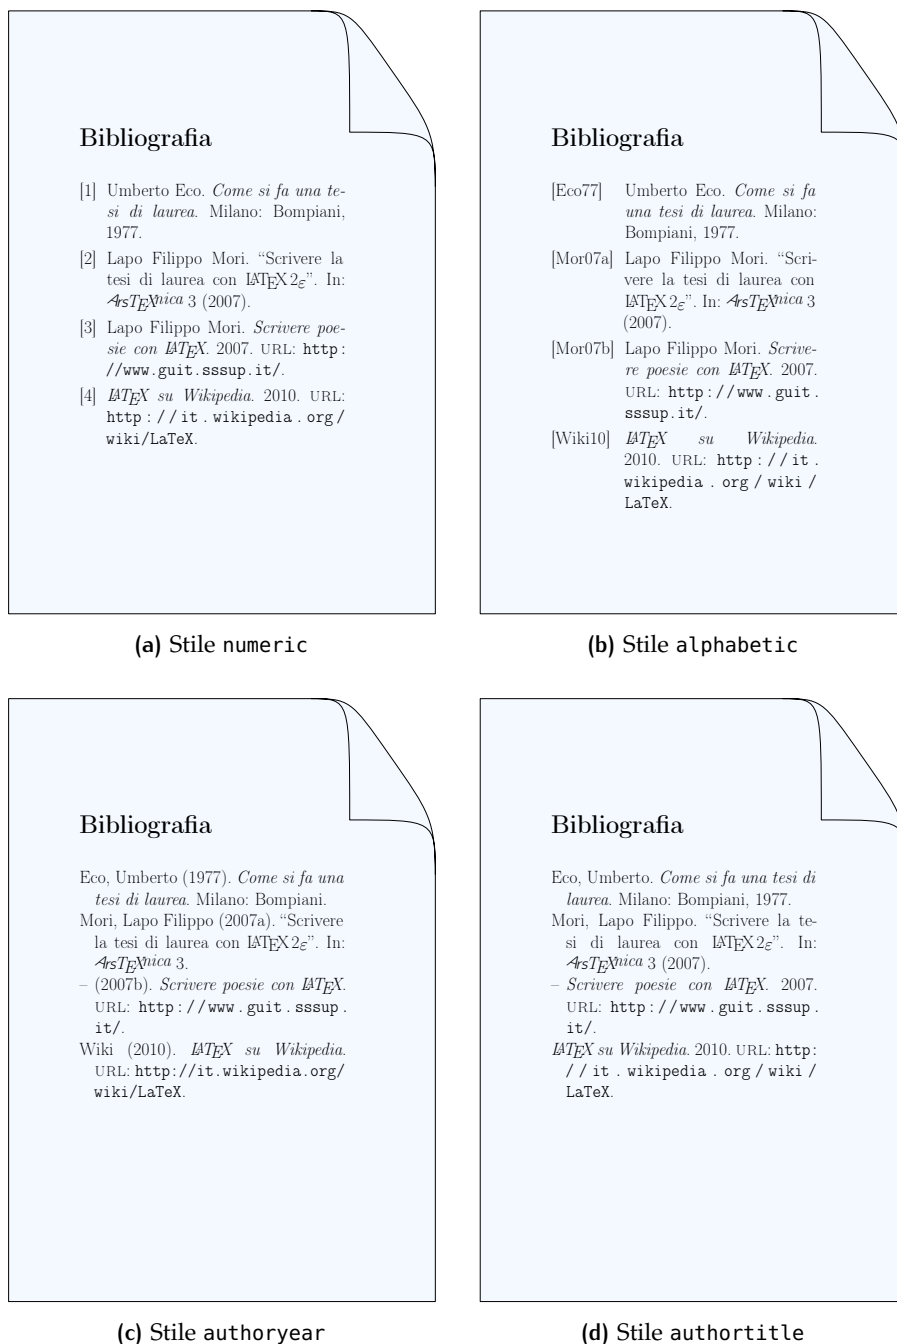 Bibliografia
[1] Umberto Eco. Come si fa una te-
si di laurea. Milano: Bompiani,
1977.
[2] Lapo Filippo Mori. “Scrivere la
tesi di laurea con LATEX 2ε”. In:
ArsTEXnica 3 (2007).
[3] Lapo Filippo Mori. Scrivere poe-
sie con LATEX. 2007. URL: http:
//www.guit.sssup.it/.
[4] LATEX su Wikipedia. 2010. URL:
http://it.wikipedia.org/
wiki/LaTeX.
(a) Stile numeric
Bibliografia
[Eco77] Umberto Eco. Come si fa
una tesi di laurea. Milano:
Bompiani, 1977.
[Mor07a] Lapo Filippo Mori. “Scri-
vere la tesi di laurea con
LATEX 2ε”. In: ArsTEXnica 3
(2007).
[Mor07b] Lapo Filippo Mori. Scrive-
re poesie con LATEX. 2007.
URL: http://www.guit.
sssup.it/.
[Wiki10] LATEX su Wikipedia.
2010. URL: http://it.
wikipedia.org/wiki/
LaTeX.
(b) Stile alphabetic
Bibliografia
Eco, Umberto (1977). Come si fa una
tesi di laurea. Milano: Bompiani.
Mori, Lapo Filippo (2007a). “Scrivere
la tesi di laurea con LATEX 2ε”. In:
ArsTEXnica 3.
– (2007b). Scrivere poesie con LATEX.
URL: http://www.guit.sssup.
it/.
Wiki (2010). LATEX su Wikipedia.
URL: http://it.wikipedia.org/
wiki/LaTeX.
(c) Stile authoryear
Bibliografia
Eco, Umberto. Come si fa una tesi di
laurea. Milano: Bompiani, 1977.
Mori, Lapo Filippo. “Scrivere la te-
si di laurea con LATEX 2ε”. In:
ArsTEXnica 3 (2007).
– Scrivere poesie con LATEX. 2007.
URL: http://www.guit.sssup.
it/.
LATEX su Wikipedia. 2010. URL: http:
//it.wikipedia.org/wiki/
LaTeX.
(d) Stile authortitle